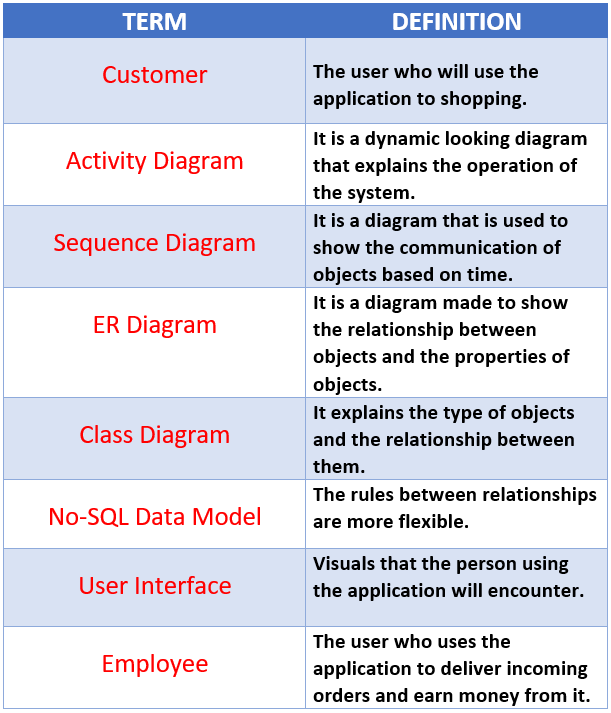 TERM DEFINITION
Customer
The user who will use the
application to shopping.
Activity Diagram
It is a dynamic looking diagram
that explains the operation of
the system.
Sequence Diagram
It is a diagram that is used to
show the communication of
objects based on time.
ER Diagram
It is a diagram made to show
the relationship between
objects and the properties of
objects.
Class Diagram
It explains the type of objects
and the relationship between
them.
No-SQL Data Model
The rules between relationships
are more flexible.
User Interface
Visuals that the person using
the application will encounter.
Employee
The user who uses the
application to deliver incoming
orders and earn money from it.